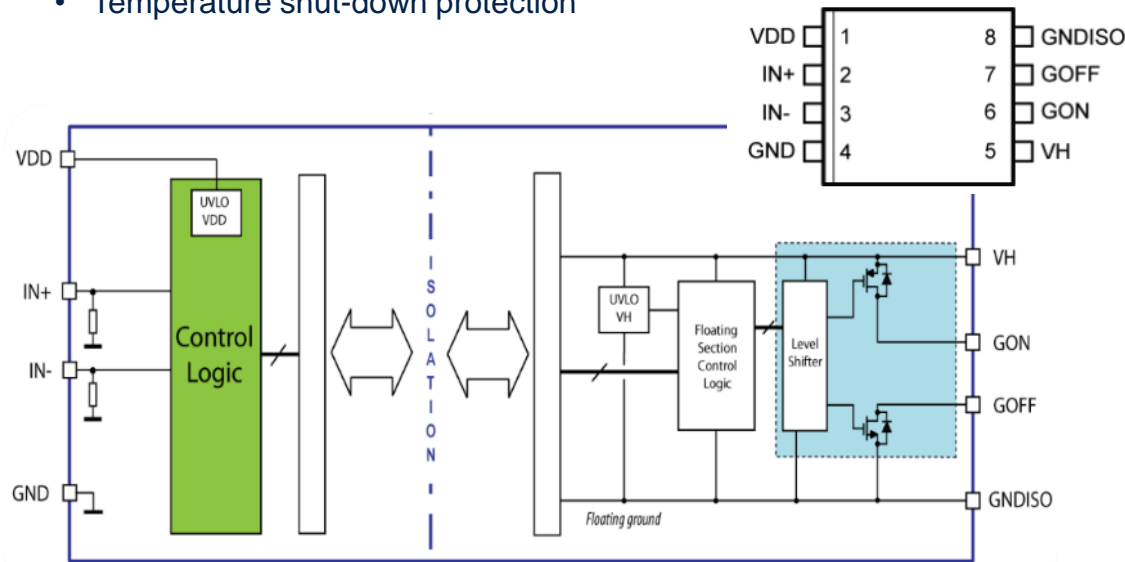 • Temperature shut-down protection
VDD 1 8 GNDISO
IN+ 2 7 GOFF
IN- 3 6 GON
GND 4 5 VH
VDD
UVLO
VDD
IN+
Control
Logic
IN-
GND
ISOLATION
UVLO
VH
Floating
Section
Control
Logic
Level
Shifter
VH
GON
GOFF
GNDISO
Floating ground